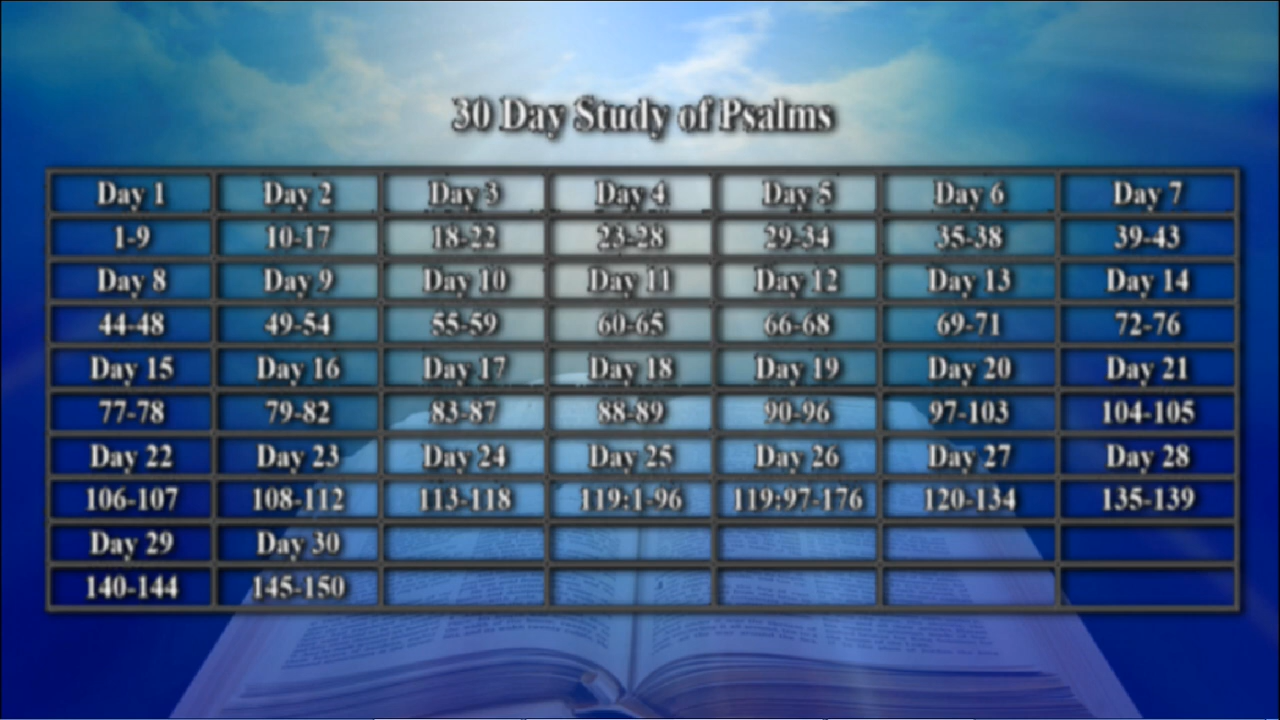 30 Day Study of Psalms
Day 1 Day 2 Day 3 Day 4 Day 5 Day 6 Day 7
1-9 10-17 18-22 23-28 29-34 35-38 39-43
Day 8 Day 9 Day 10 Day 11 Day 12 Day 13 Day 14
44-48 49-54 55-59 60-65 66-68 69-71 72-76
Day 15 Day 16 Day 17 Day 18 Day 19 Day 20 Day 21
77-78 79-82 83-87 88-89 90-96 97-103 104-105
Day 22 Day 23 Day 24 Day 25 Day 26 Day 27 Day 28
106-107 108-112 113-118 119:1-96 119:97-176 120-134 135-139
Day 29 Day 30
140-144 145-150